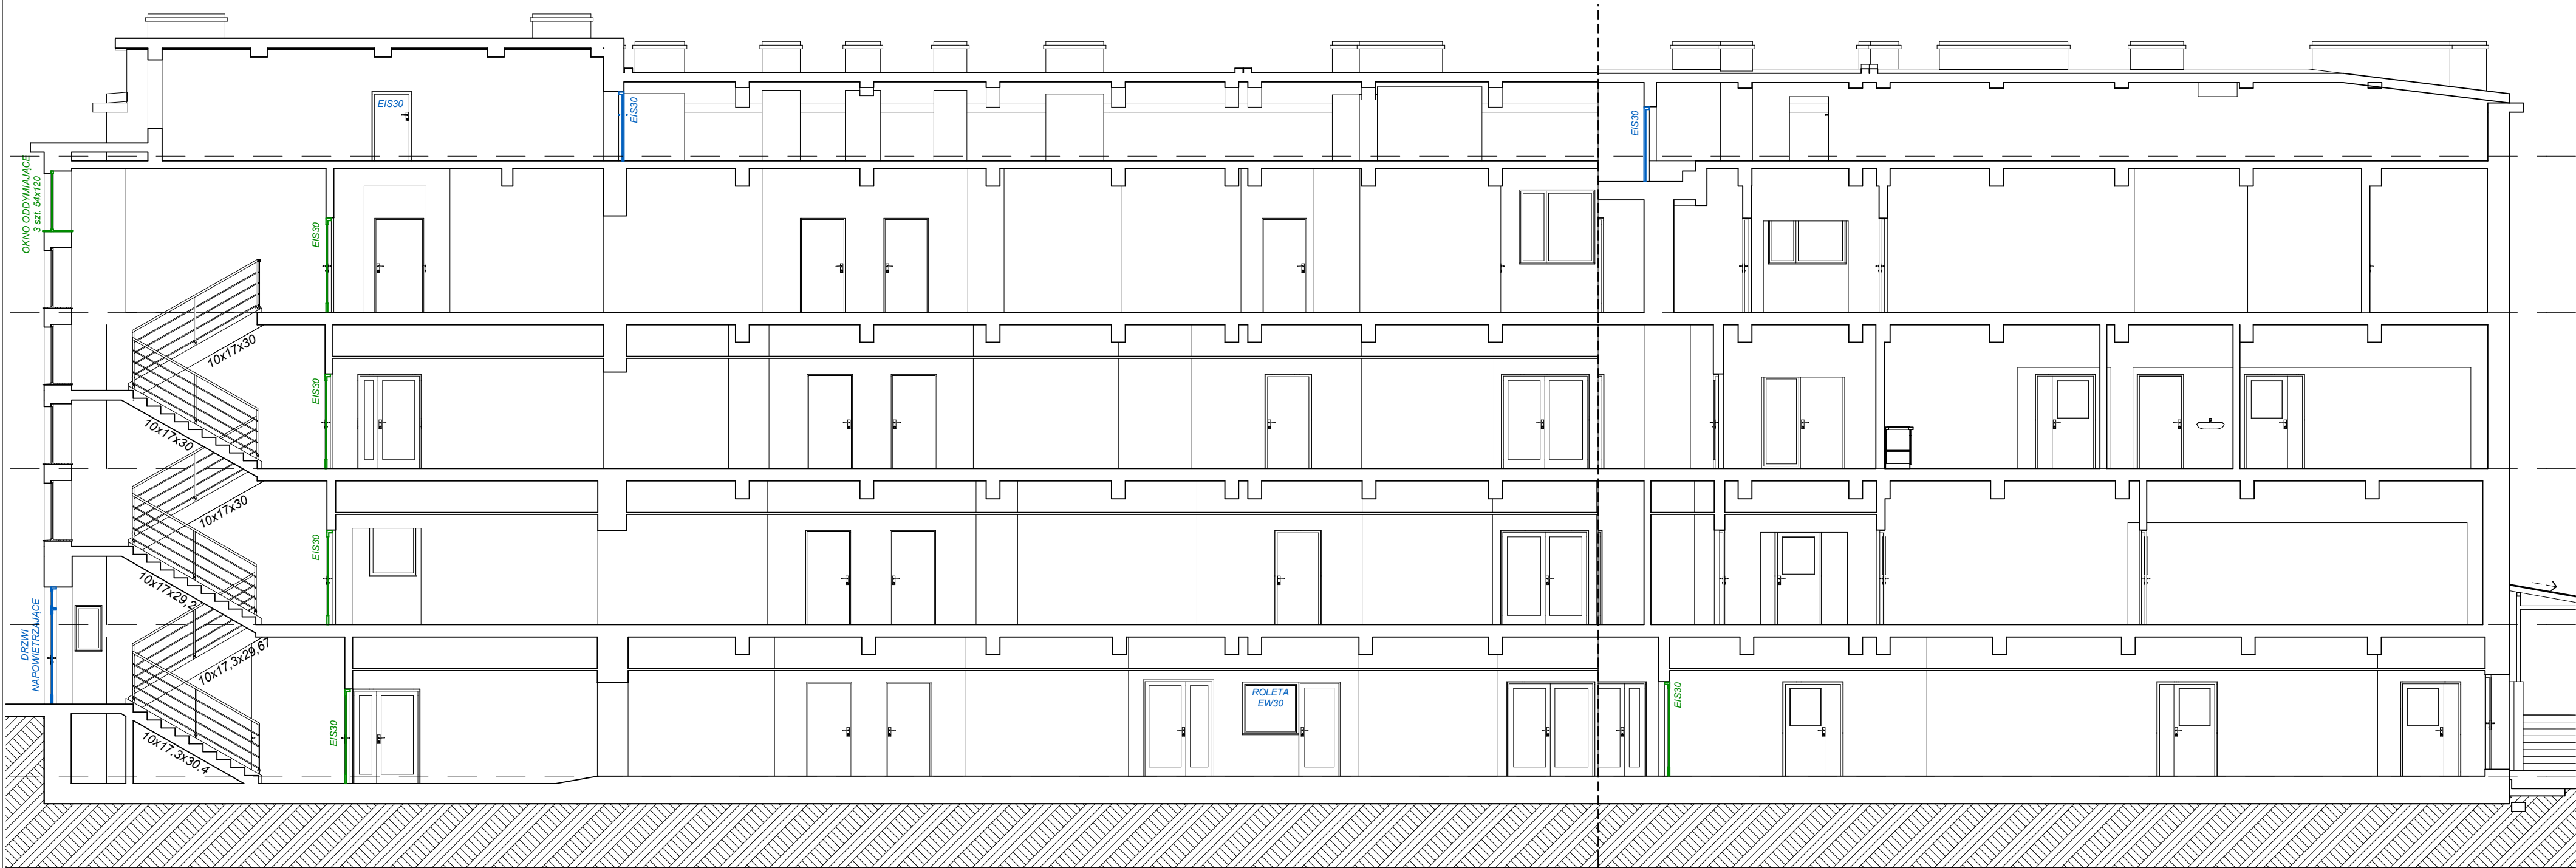 EIS30
EIS30
EIS30
OKNO ODDYMIAJĄCE
3 szt. 54x120
EIS30
10x17x30
EIS30
10x17x30
10x17x30
EIS30
10x17x29,2
DRZWI
NAPOWIETRZAJĄCE
10x17,3x29,67
EIS30
ROLETA
EW30
EIS30
10x17,3x30,4